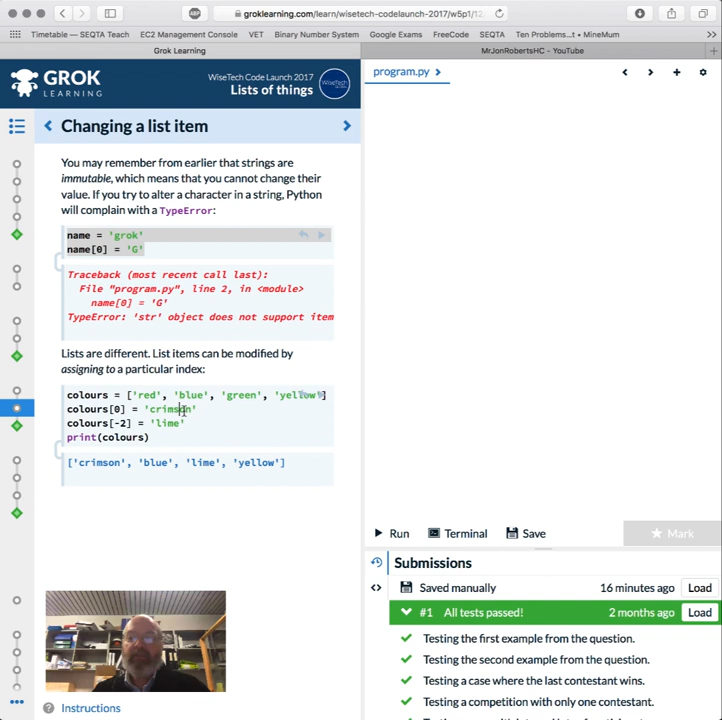 groklearning.com/learn/wisetech-codelaunch-2017/w5p1/12
Timetable — SEQTA Teach EC2 Management Console VET Binary Number System Google Exams FreeCode SEQTA Ten Problems...t • MineMum
Grok Learning
MrJonRobertsHC - YouTube
GROK
LEARNING
WiseTech Code Launch 2017
Lists of things
WiseTech
program.py
Changing a list item
You may remember from earlier that strings are
immutable, which means that you cannot change their
value. If you try to alter a character in a string, Python
will complain with a TypeError:
name = 'grok'
name[0] = 'G'
Traceback (most recent call last):
File "program.py", line 2, in <module>
name[0] = 'G'
TypeError: 'str' object does not support item
Lists are different. List items can be modified by
assigning to a particular index:
colours = ['red', 'blue', 'green', 'yellow']
colours[0] = 'crimson'
colours[-2] = 'lime'
print(colours)
['crimson', 'blue', 'lime', 'yellow']
Instructions
Run Terminal Save Mark
Submissions
Saved manually 16 minutes ago Load
#1 All tests passed! 2 months ago Load
Testing the first example from the question.
Testing the second example from the question.
Testing a case where the last contestant wins.
Testing a competition with only one contestant.